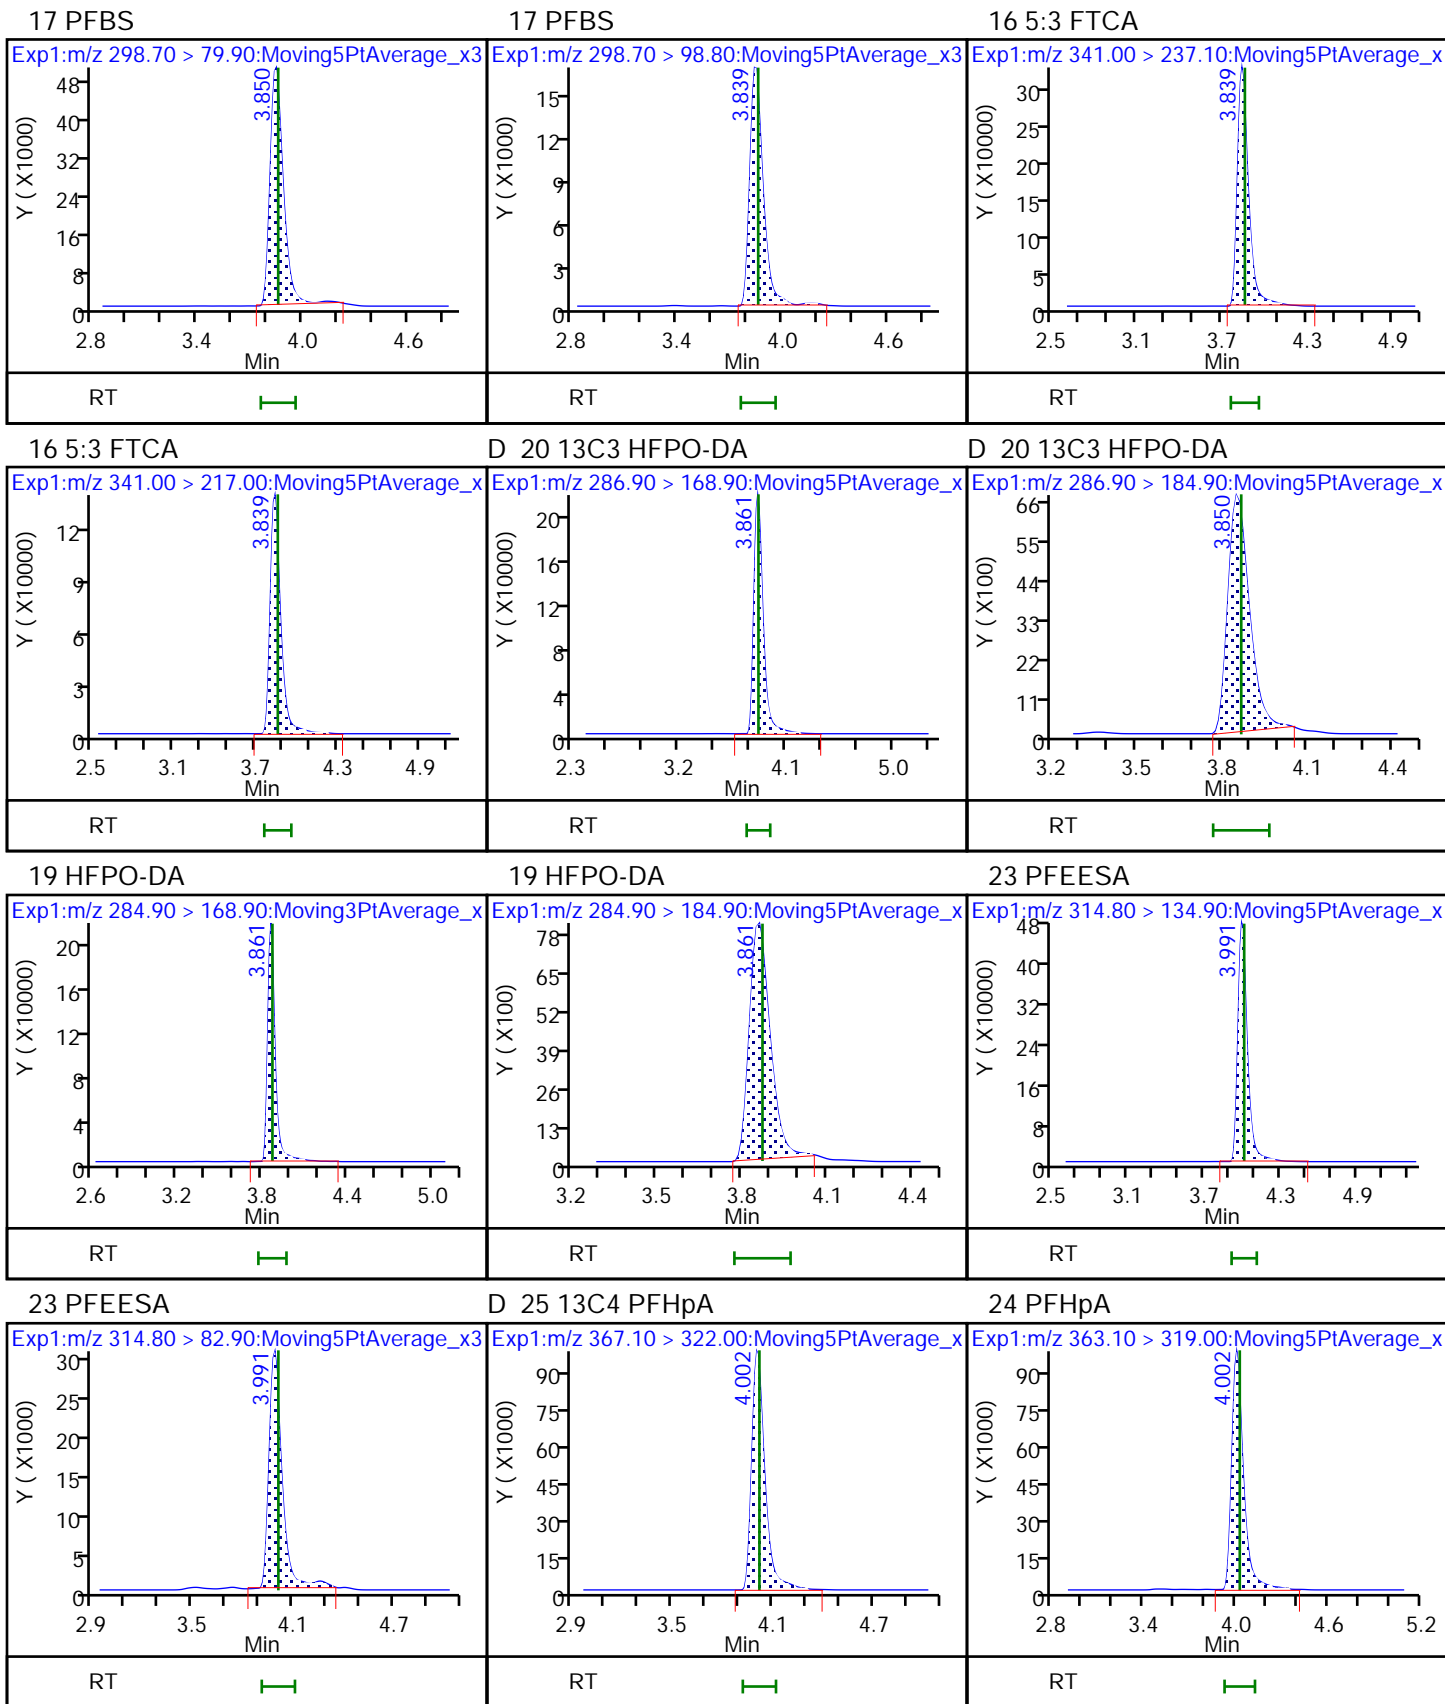 17 PFBS
Exp1:m/z 298.70 > 79.90:Moving5PtAverage_x3
3.850
Y ( X10000)
48
40
32
24
16
8
0
2.8 3.4 4.0 4.6
Min
RT
17 PFBS
Exp1:m/z 298.70 > 98.80:Moving5PtAverage_x3
3.839
Y ( X10000)
15
12
9
6
3
0
2.8 3.4 4.0 4.6
Min
RT
16 5:3 FTCA
Exp1:m/z 341.00 > 237.10:Moving5PtAverage_x
3.839
Y ( X10000)
30
25
20
15
10
5
0
2.5 3.1 3.7 4.3 4.9
Min
RT
16 5:3 FTCA
Exp1:m/z 341.00 > 217.00:Moving5PtAverage_x
3.839
Y ( X10000)
12
9
6
3
0
2.5 3.1 3.7 4.3 4.9
Min
RT
D 20 13C3 HFPO-DA
Exp1:m/z 286.90 > 168.90:Moving5PtAverage_x
3.861
Y ( X10000)
20
16
12
8
4
0
2.3 3.2 4.1 5.0
Min
RT
D 20 13C3 HFPO-DA
Exp1:m/z 286.90 > 184.90:Moving5PtAverage_x
3.850
Y ( X100)
66
55
44
33
22
11
0
3.2 3.5 3.8 4.1 4.4
Min
RT
19 HFPO-DA
Exp1:m/z 284.90 > 168.90:Moving3PtAverage_x
3.861
Y ( X10000)
20
16
12
8
4
0
2.6 3.2 3.8 4.4 5.0
Min
RT
19 HFPO-DA
Exp1:m/z 284.90 > 184.90:Moving5PtAverage_x
3.861
Y ( X100)
78
65
52
39
26
13
0
3.2 3.5 3.8 4.1 4.4
Min
RT
23 PFEESA
Exp1:m/z 314.80 > 134.90:Moving5PtAverage_x
3.991
Y ( X10000)
48
40
32
24
16
8
0
2.5 3.1 3.7 4.3 4.9
Min
RT
23 PFEESA
Exp1:m/z 314.80 > 82.90:Moving5PtAverage_x3
3.991
Y ( X1000)
30
25
20
15
10
5
0
2.9 3.5 4.1 4.7
Min
RT
D 25 13C4 PFHpA
Exp1:m/z 367.10 > 322.00:Moving5PtAverage_x
4.002
Y ( X1000)
90
75
60
45
30
15
0
2.9 3.5 4.1 4.7
Min
RT
24 PFHpA
Exp1:m/z 363.10 > 319.00:Moving5PtAverage_x
4.002
Y ( X1000)
90
75
60
45
30
15
0
2.8 3.4 4.0 4.6 5.2
Min
RT